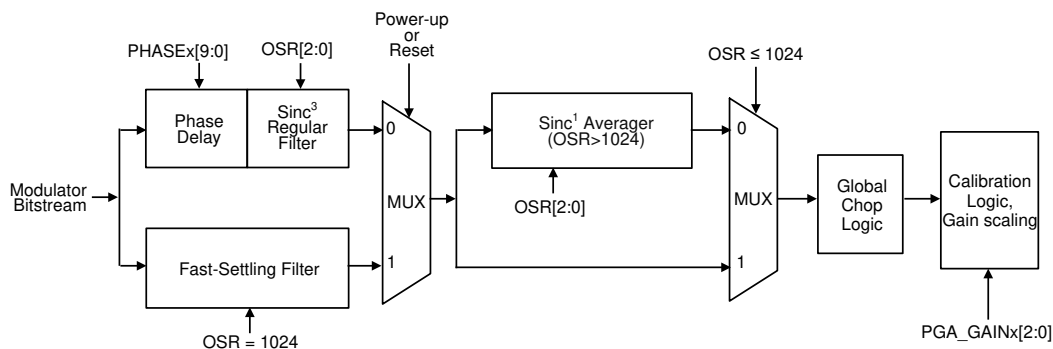 Power-up
or
Reset
PHASEx[9:0]
OSR[2:0]
OSR ≤ 1024
Phase
Delay
Sinc³
Regular
Filter
0
Sinc¹ Averager
(OSR>1024)
0
Modulator
Bitstream
MUX
OSR[2:0]
MUX
Global
Chop
Logic
Calibration
Logic,
Gain scaling
Fast-Settling Filter
1
1
OSR = 1024
PGA_GAINx[2:0]